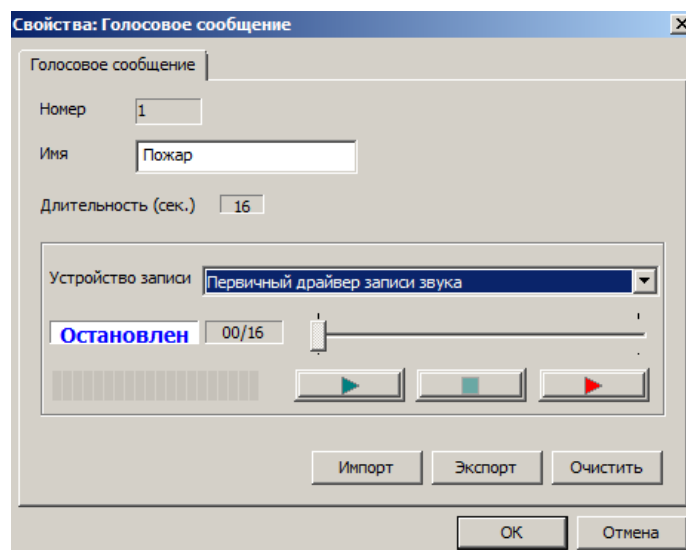 Свойства: Голосовое сообщение
Голосовое сообщение
Номер 1
Имя Пожар
Длительность (сек.) 16
Устройство записи Первичный драйвер записи звука
Остановлен 00/16
Импорт Экспорт Очистить
OK Отмена